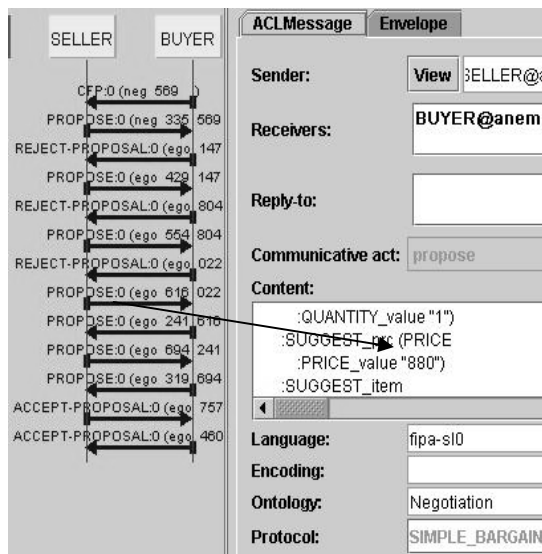 SELLER BUYER
CFP:0 (neg 569 )
PROPOSE:0 (neg 335 569
REJECT-PROPOSAL:0 (ego 147
PROPOSE:0 (ego 429 147
REJECT-PROPOSAL:0 (ego 804
PROPOSE:0 (ego 554 804
REJECT-PROPOSAL:0 (ego 022
PROPOSE:0 (ego 616 022
PROPOSE:0 (ego 241 616
PROPOSE:0 (ego 694 241
PROPOSE:0 (ego 319 694
ACCEPT-PROPOSAL:0 (ego 757
ACCEPT-PROPOSAL:0 (ego 460
ACLMessage Envelope
Sender: View SELLER@a
Receivers: BUYER@anem
Reply-to:
Communicative act: propose
Content:
:QUANTITY_value "1")
:SUGGEST_prc (PRICE
:PRICE_value "880")
:SUGGEST_item
Language: fipa-sl0
Encoding:
Ontology: Negotiation
Protocol: SIMPLE_BARGAIN